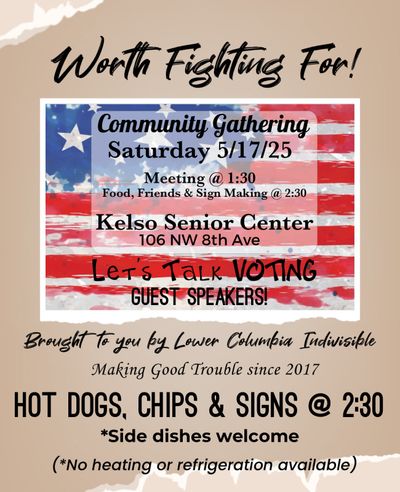 Worth Fighting For!
Community Gathering
Saturday 5/17/25
Meeting @ 1:30
Food, Friends & Sign Making @ 2:30
Kelso Senior Center
106 NW 8th Ave
Let's Talk VOTING
GUEST SPEAKERS!
Brought to you by Lower Columbia Indivisible
Making Good Trouble since 2017
HOT DOGS, CHIPS & SIGNS @ 2:30
*Side dishes welcome
(*No heating or refrigeration available)